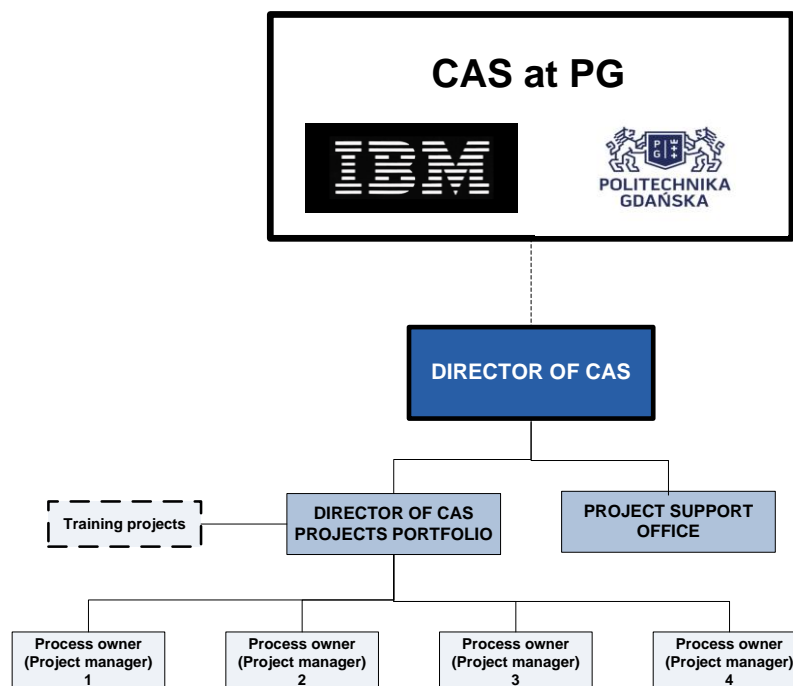 CAS at PG
IBM
P G
POLITECHNIKA
GDAŃSKA
DIRECTOR OF CAS
Training projects
DIRECTOR OF CAS
PROJECTS PORTFOLIO
PROJECT SUPPORT
OFFICE
Process owner
(Project manager)
1
Process owner
(Project manager)
2
Process owner
(Project manager)
3
Process owner
(Project manager)
4